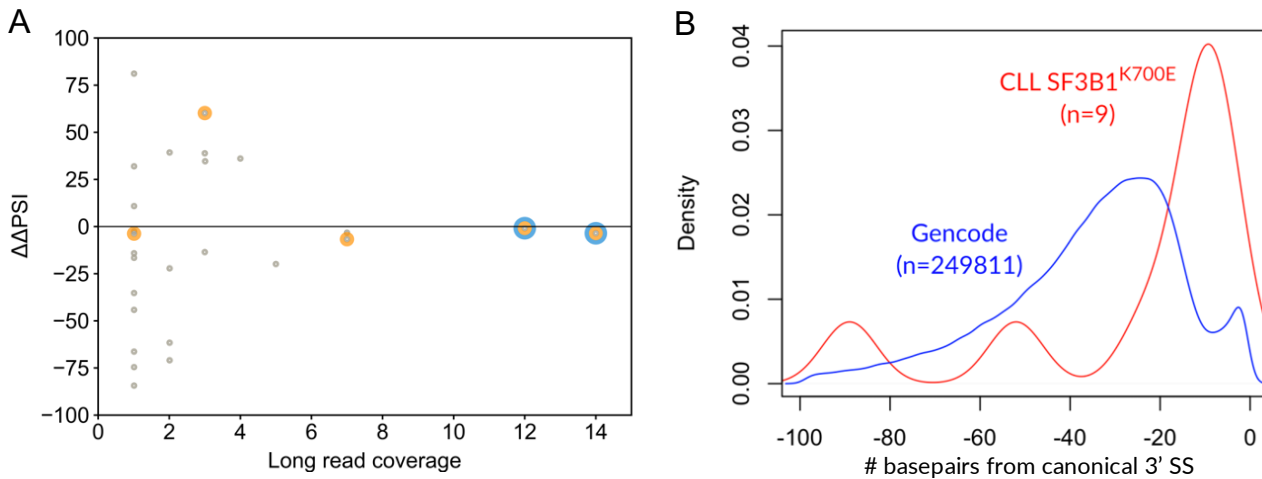 A
100
75
50
25
0
−25
−50
−75
−100
ΔΔPSI
0 2 4 6 8 10 12 14
Long read coverage
B
0.04
0.03
0.02
0.01
0.00
Density
CLL SF3B1K700E
(n=9)
Gencode
(n=249811)
-100 -80 -60 -40 -20 0
# basepairs from canonical 3’ SS